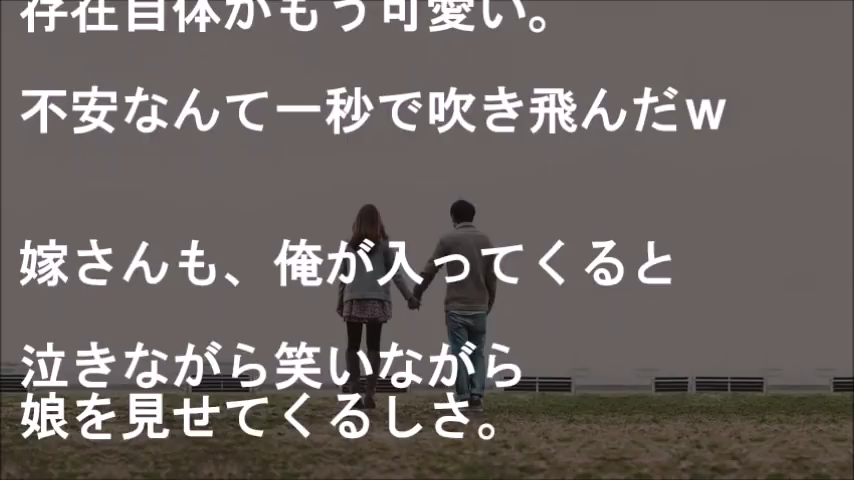 存在自体がもう可愛い。
不安なんて一秒で吹き飛んだｗ
嫁さんも、俺が入ってくると
泣きながら笑いながら
娘を見せてくるしさ。